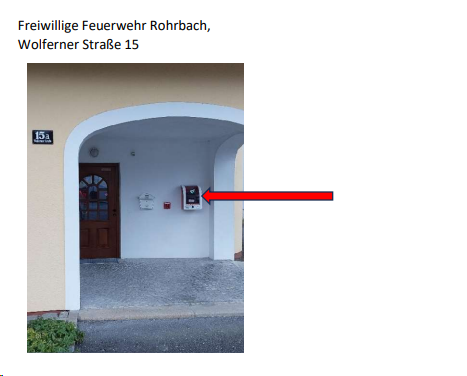 Freiwillige Feuerwehr Rohrbach,
Wolferner Straße 15
15a